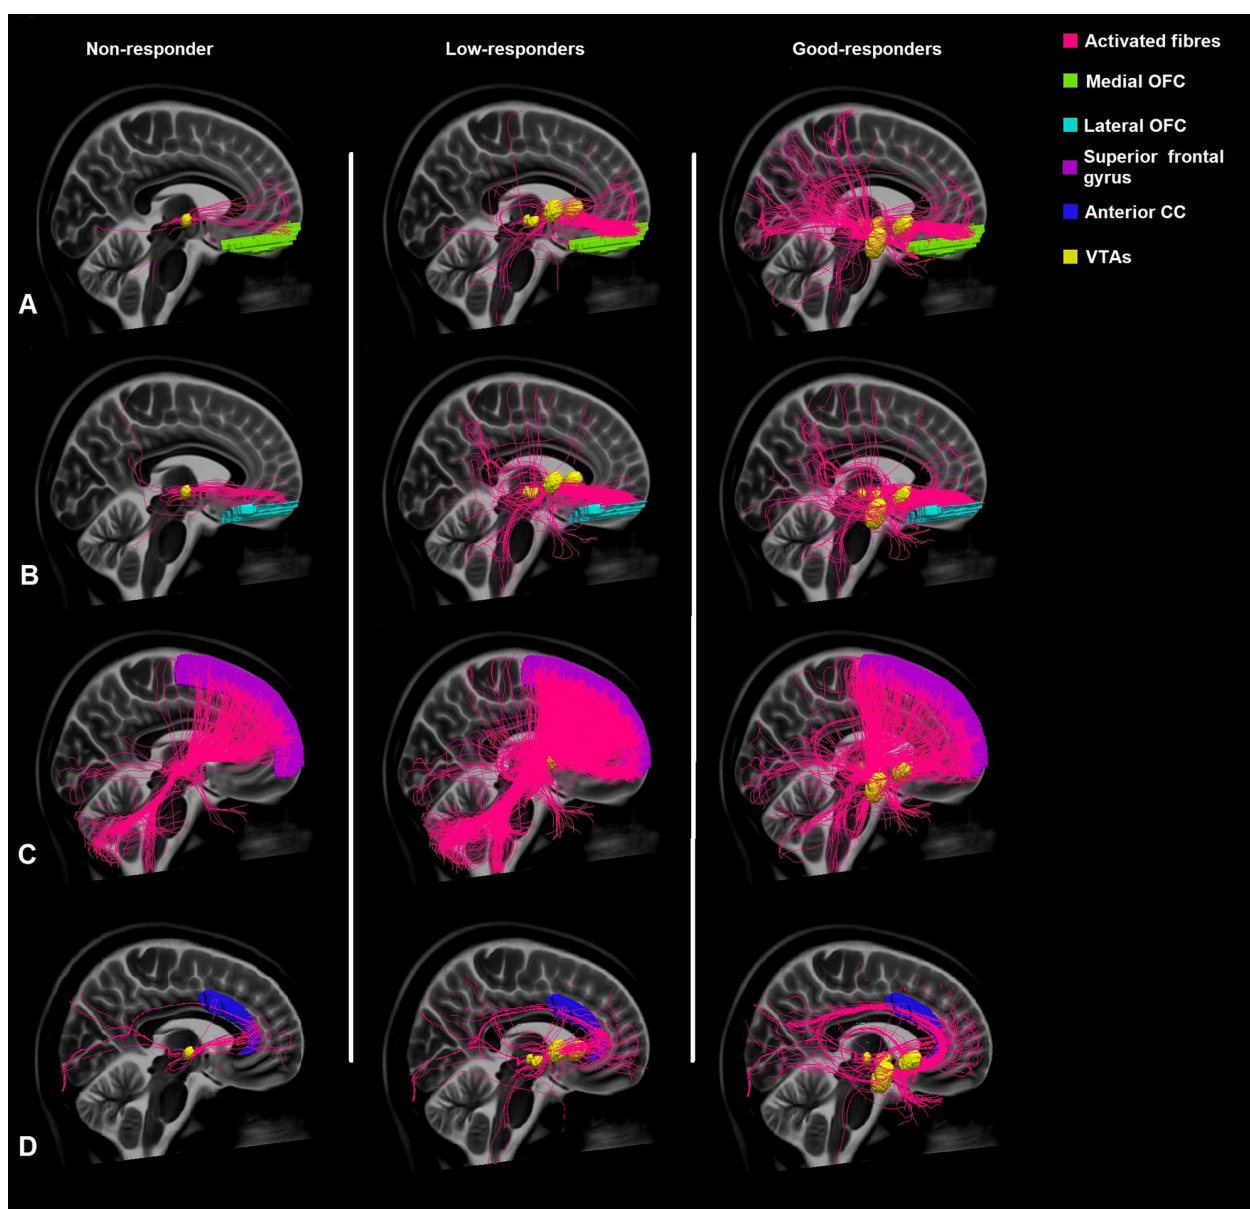 Non-responder
Low-responders
Good-responders
Activated fibres
Medial OFC
Lateral OFC
Superior frontal
gyrus
Anterior CC
VTAs
A
B
C
D